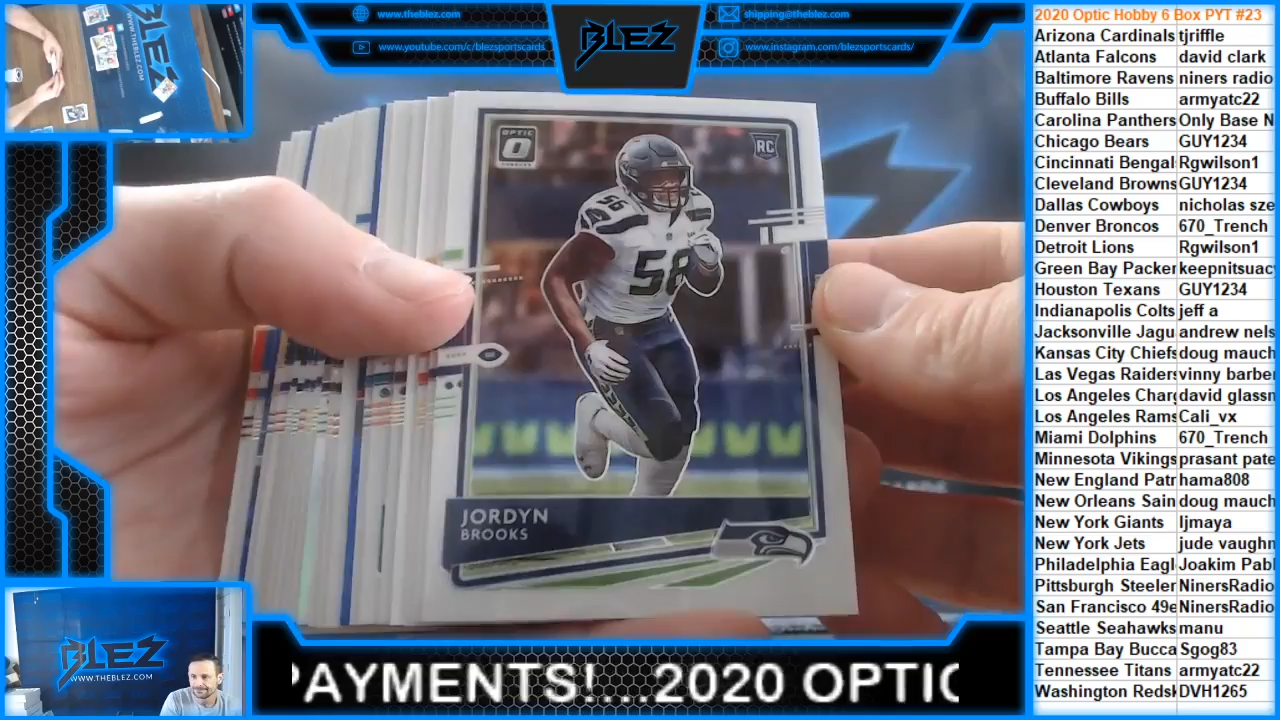 www.theblez.com
shipping@theblez.com
www.youtube.com/c/blezsportscards
BLEZ
www.instagram.com/blezsportscards/
OPTIC
RC
56
58
JORDYN
BROOKS
BLEZ
WWW.THEBLEZ.COM
PAYMENTS!...2020 OPTIC
2020 Optic Hobby 6 Box PYT #23
Arizona Cardinals tjriffle
Atlanta Falcons david clark
Baltimore Ravens niners radio
Buffalo Bills armyatc22
Carolina Panthers Only Base N
Chicago Bears GUY1234
Cincinnati Bengal Rgwilson1
Cleveland Browns GUY1234
Dallas Cowboys nicholas sze
Denver Broncos 670_Trench
Detroit Lions Rgwilson1
Green Bay Packer keepnitsuac
Houston Texans GUY1234
Indianapolis Colts jeff a
Jacksonville Jagu andrew nels
Kansas City Chiefs doug mauch
Las Vegas Raiders vinny barbe
Los Angeles Charg david glassn
Los Angeles Rams Cali_vx
Miami Dolphins 670_Trench
Minnesota Vikings prasant pate
New England Patr hama808
New Orleans Sain doug mauch
New York Giants ljmaya
New York Jets jude vaughn
Philadelphia Eagl Joakim Pabl
Pittsburgh Steeler NinersRadio
San Francisco 49e NinersRadio
Seattle Seahawks manu
Tampa Bay Bucca Sgog83
Tennessee Titans armyatc22
Washington Redsk DVH1265